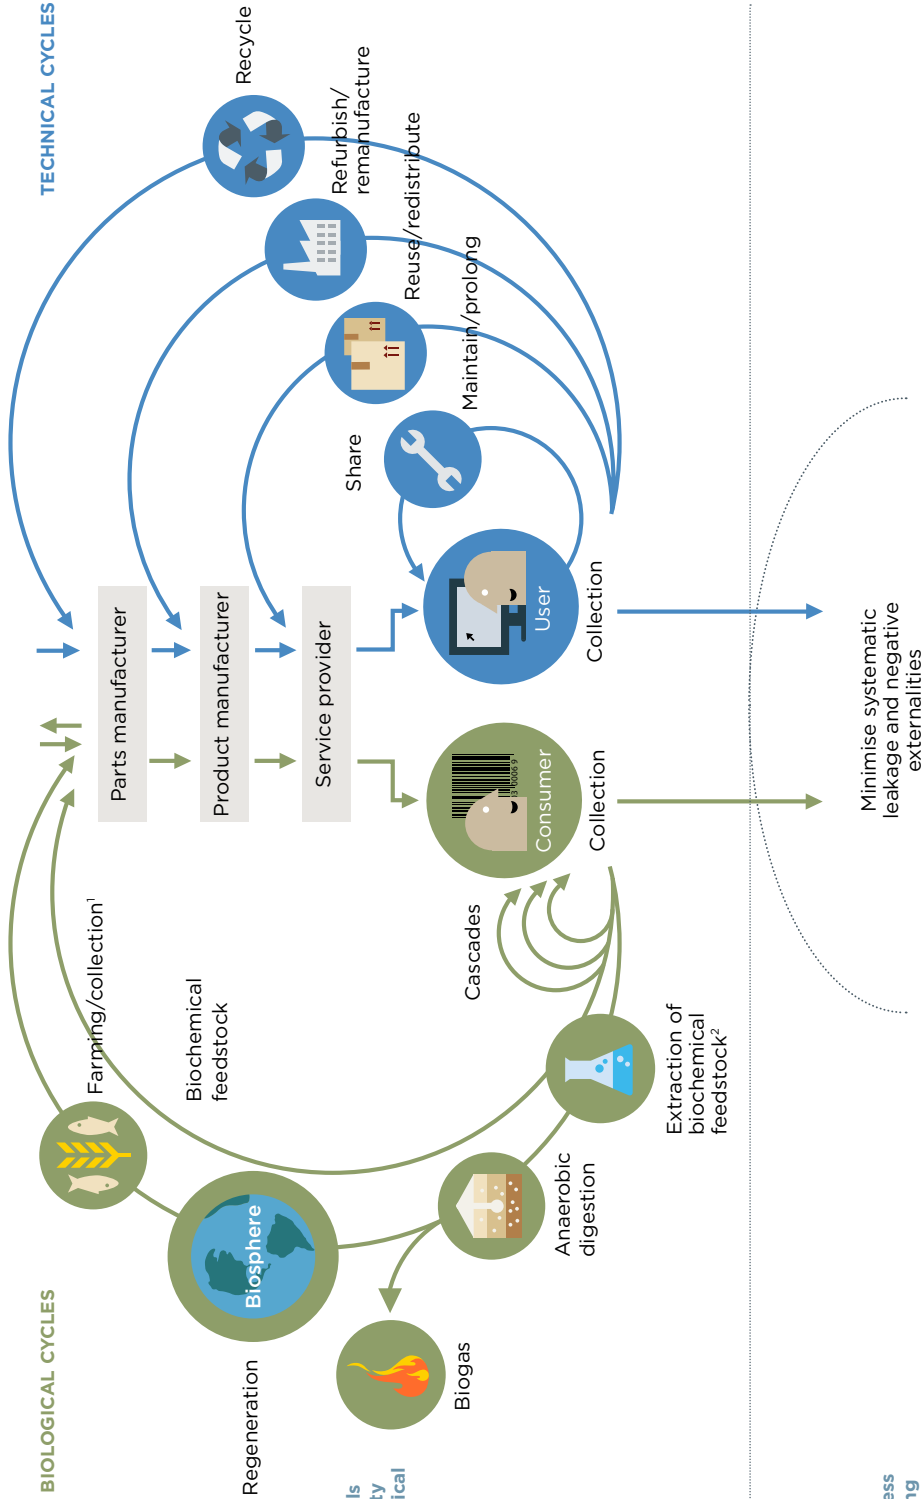 BIOLOGICAL CYCLES
TECHNICAL CYCLES
Farming/collection¹
Parts manufacturer
Recycle
Regeneration
Biosphere
Biochemical
feedstock
Product manufacturer
Refurbish/
remanufacture
Share
Reuse/redistribute
Service provider
Biogas
Cascades
Maintain/prolong
Consumer
User
Anaerobic
digestion
Collection
Collection
Extraction of
biochemical
feedstock²
Minimise systematic
leakage and negative
externalities